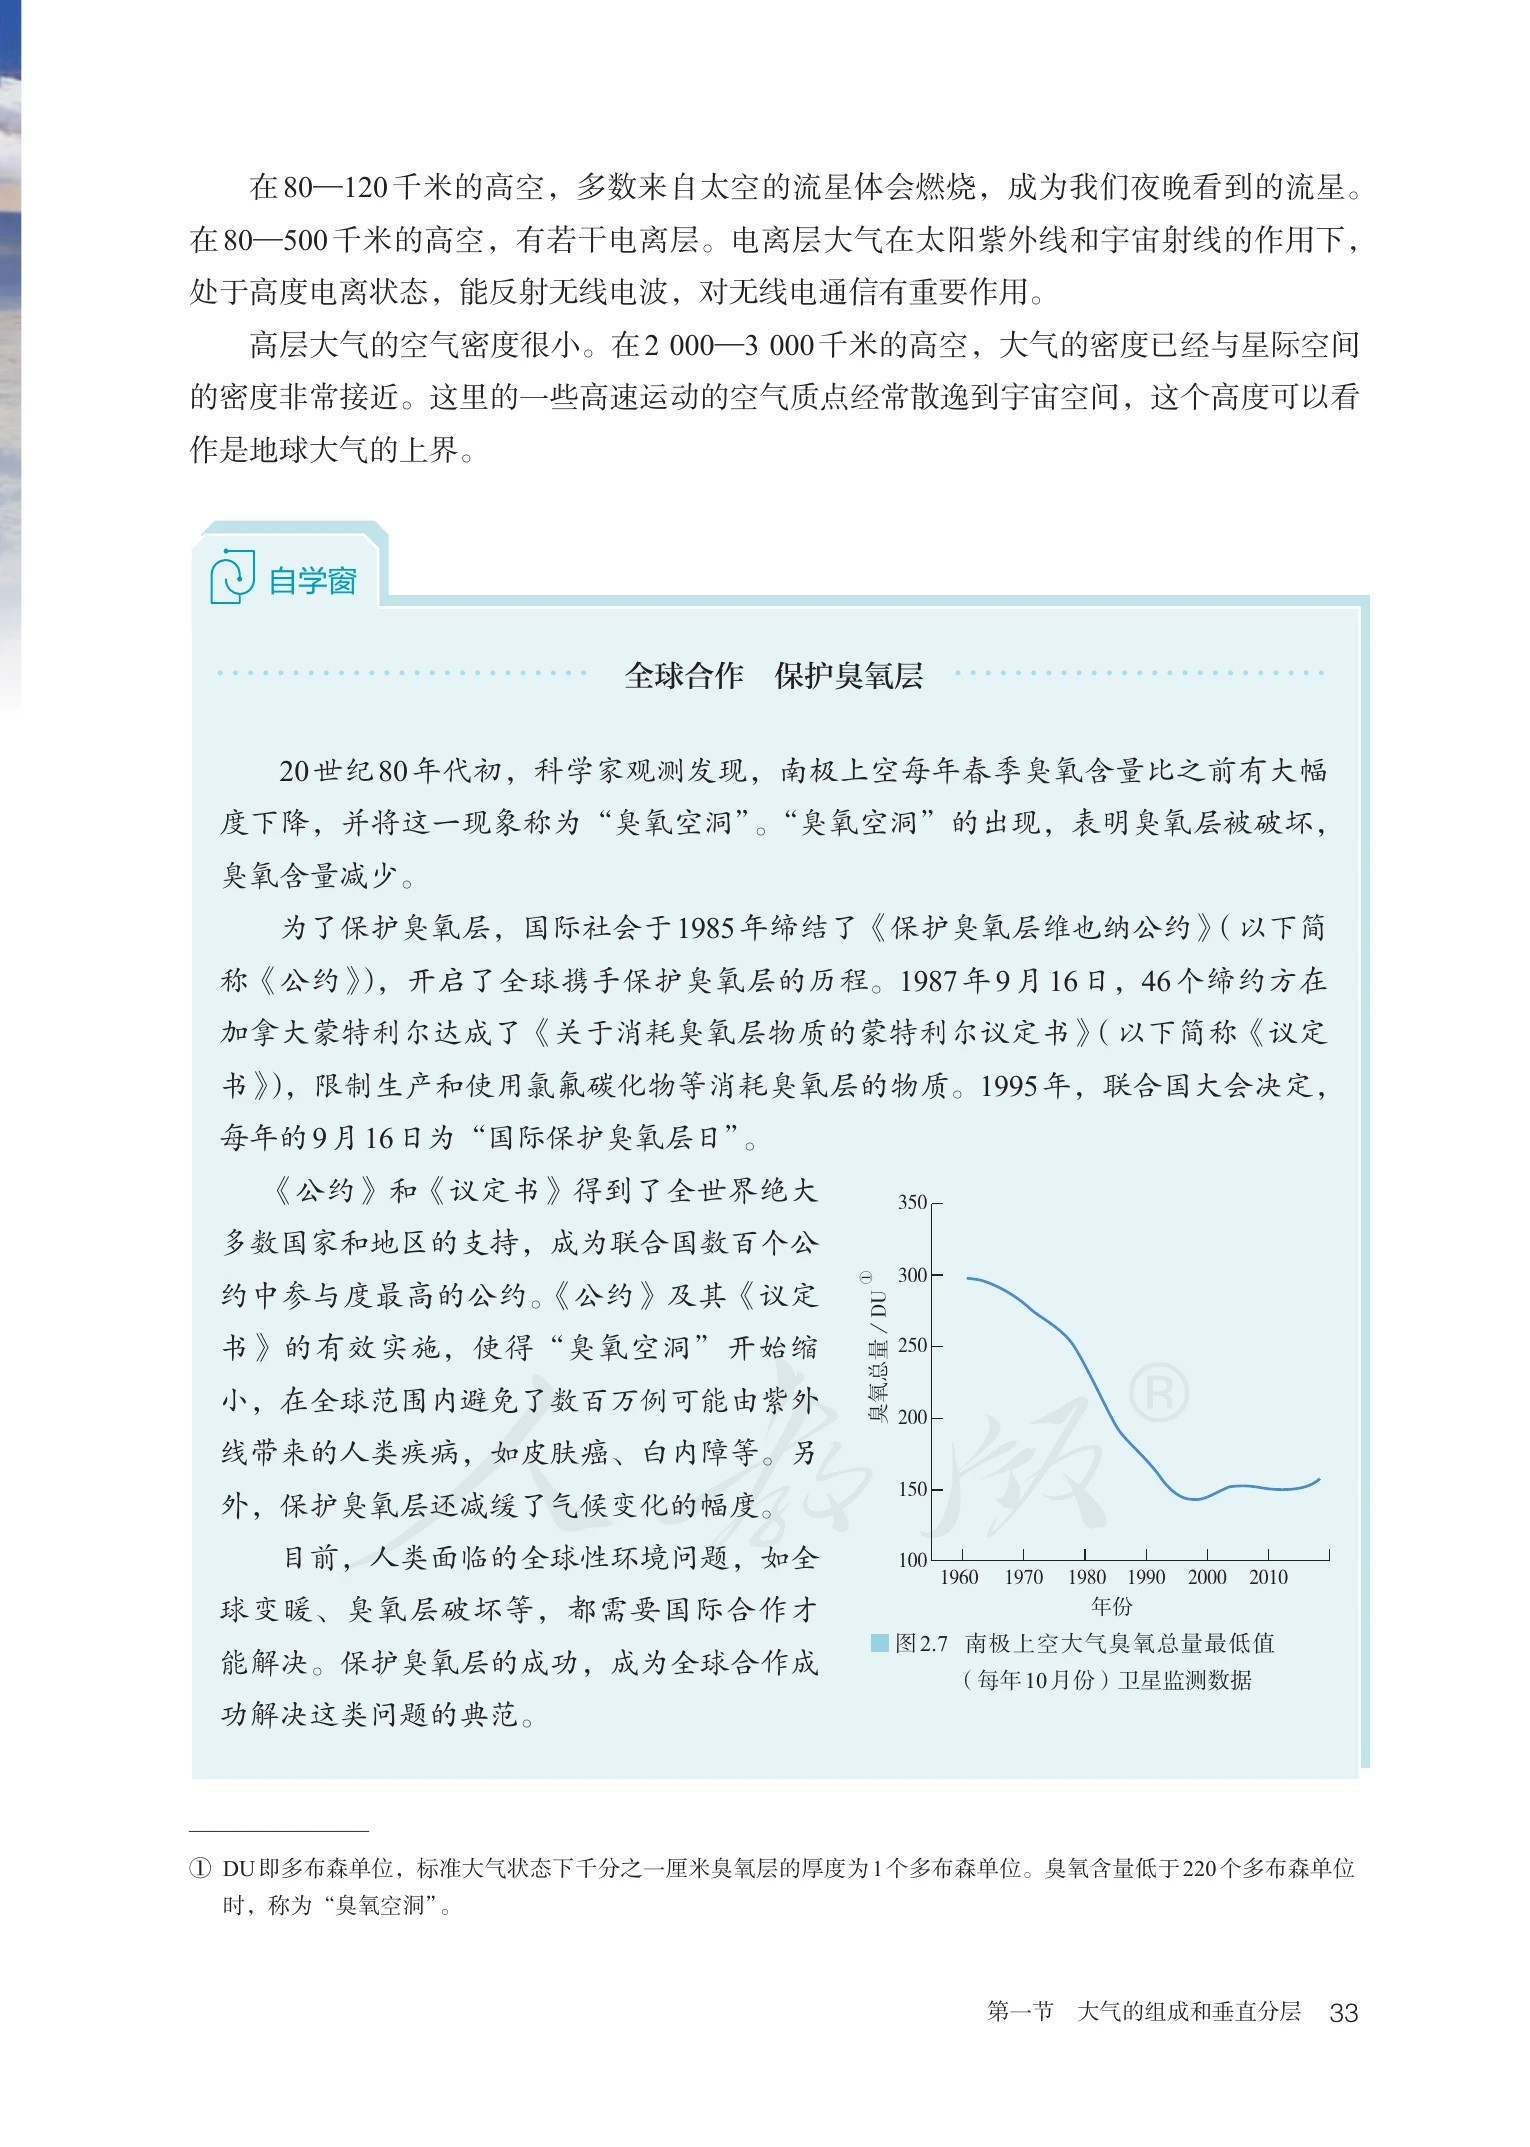 在80—120千米的高空，多数来自太空的流星体会燃烧，成为我们夜晚看到的流星。
在80—500千米的高空，有若干电离层。电离层大气在太阳紫外线和宇宙射线的作用下，
处于高度电离状态，能反射无线电波，对无线电通信有重要作用。
高层大气的空气密度很小。在2 000—3 000千米的高空，大气的密度已经与星际空间
的密度非常接近。这里的一些高速运动的空气质点经常散逸到宇宙空间，这个高度可以看
作是地球大气的上界。
自学窗
全球合作 保护臭氧层
20世纪80年代初，科学家观测发现，南极上空每年春季臭氧含量比之前有大幅
度下降，并将这一现象称为“臭氧空洞”。“臭氧空洞”的出现，表明臭氧层被破坏，
臭氧含量减少。
为了保护臭氧层，国际社会于1985年缔结了《保护臭氧层维也纳公约》（以下简
称《公约》），开启了全球携手保护臭氧层的历程。1987年9月16日，46个缔约方在
加拿大蒙特利尔达成了《关于消耗臭氧层物质的蒙特利尔议定书》（以下简称《议定
书》），限制生产和使用氯氟碳化物等消耗臭氧层的物质。1995年，联合国大会决定，
每年的9月16日为“国际保护臭氧层日”。
《公约》和《议定书》得到了全世界绝大
多数国家和地区的支持，成为联合国数百个公
约中参与度最高的公约。《公约》及其《议定
书》的有效实施，使得“臭氧空洞”开始缩
小，在全球范围内避免了数百万例可能由紫外
线带来的人类疾病，如皮肤癌、白内障等。另
外，保护臭氧层还减缓了气候变化的幅度。
目前，人类面临的全球性环境问题，如全
球变暖、臭氧层破坏等，都需要国际合作才
能解决。保护臭氧层的成功，成为全球合作成
功解决这类问题的典范。
臭氧总量/DU①
350
300
250
200
150
100
1960 1970 1980 1990 2000 2010
年份
图2.7 南极上空大气臭氧总量最低值
（每年10月份）卫星监测数据
人教版®
① DU即多布森单位，标准大气状态下千分之一厘米臭氧层的厚度为1个多布森单位。臭氧含量低于220个多布森单位
时，称为“臭氧空洞”。
第一节 大气的组成和垂直分层 33